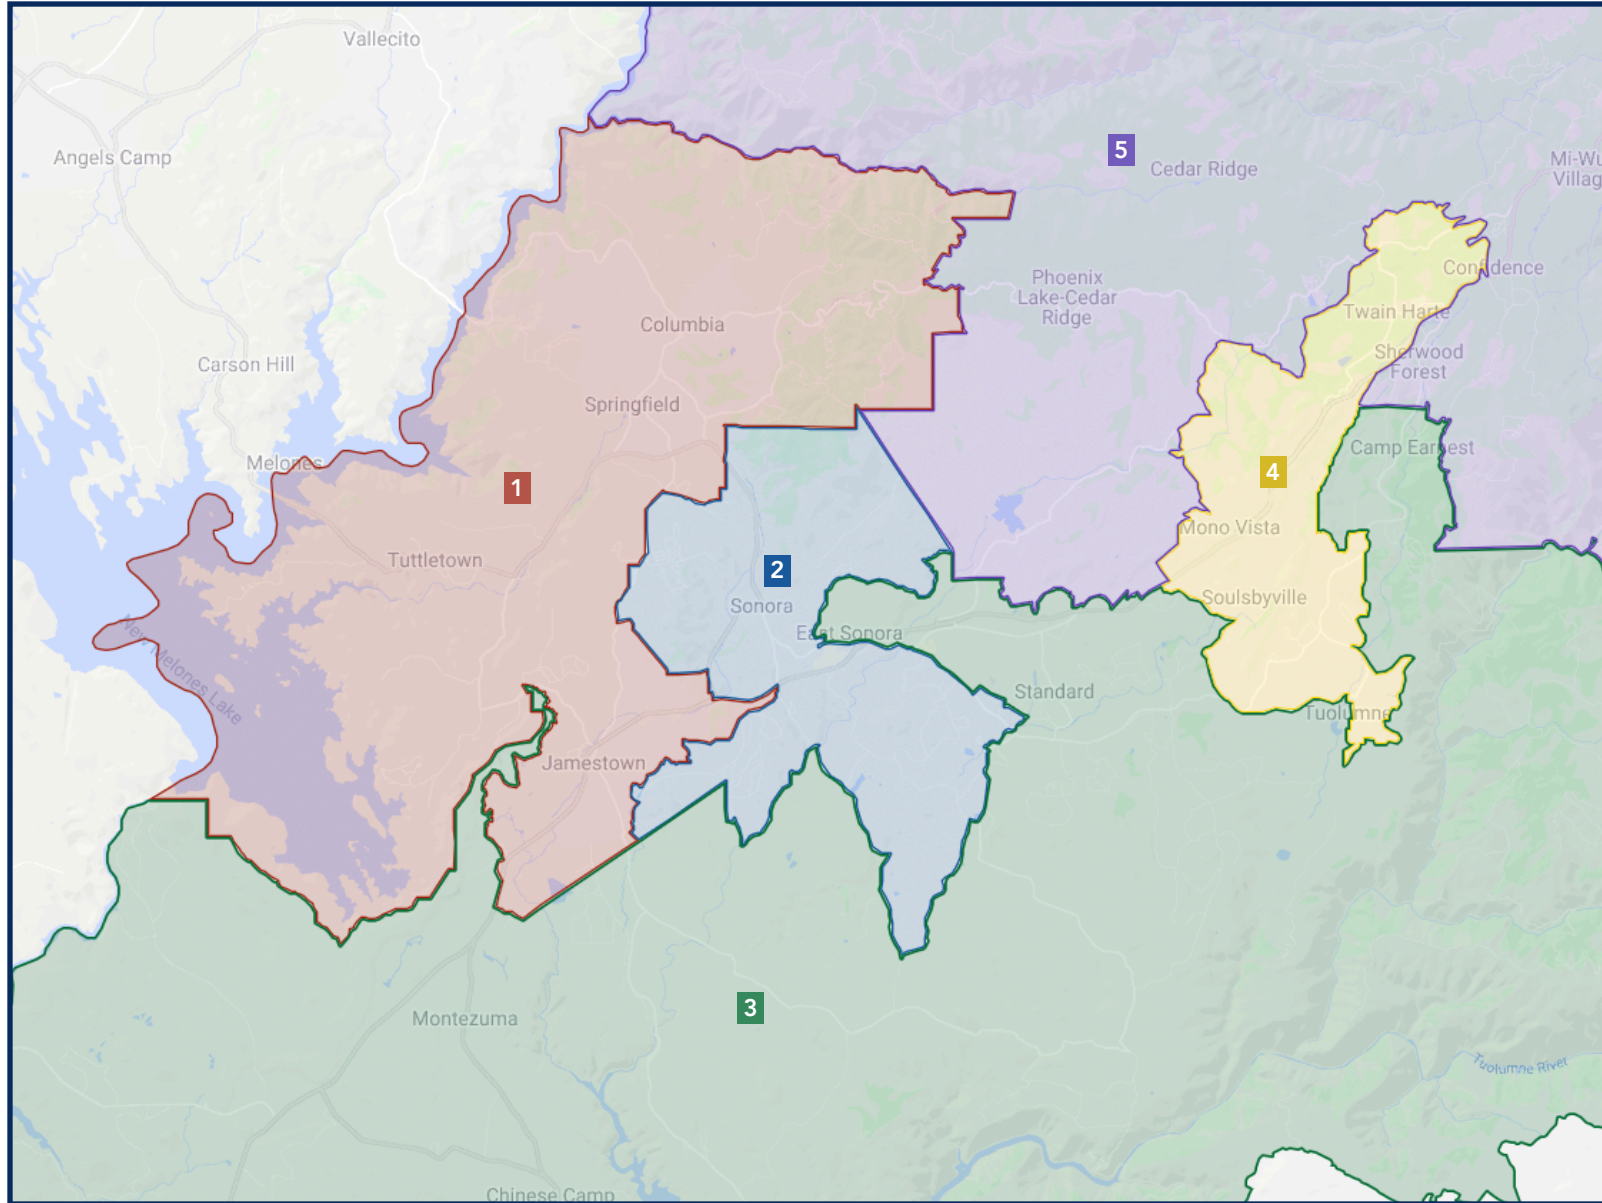 Vallecito
5
Angels Camp
Cedar Ridge
Mi-Wu
Villag
Confidence
Phoenix
Lake-Cedar
Ridge
Twain Harte
Columbia
Sherwood
Forest
Carson Hill
Springfield
Camp Earnest
Melones
1
4
Mono Vista
Tuttletown
2
Soulsbyville
Sonora
East Sonora
New Melones Lake
Standard
Tuolumne
Jamestown
3
Montezuma
Tuolumne River
Chinese Camp